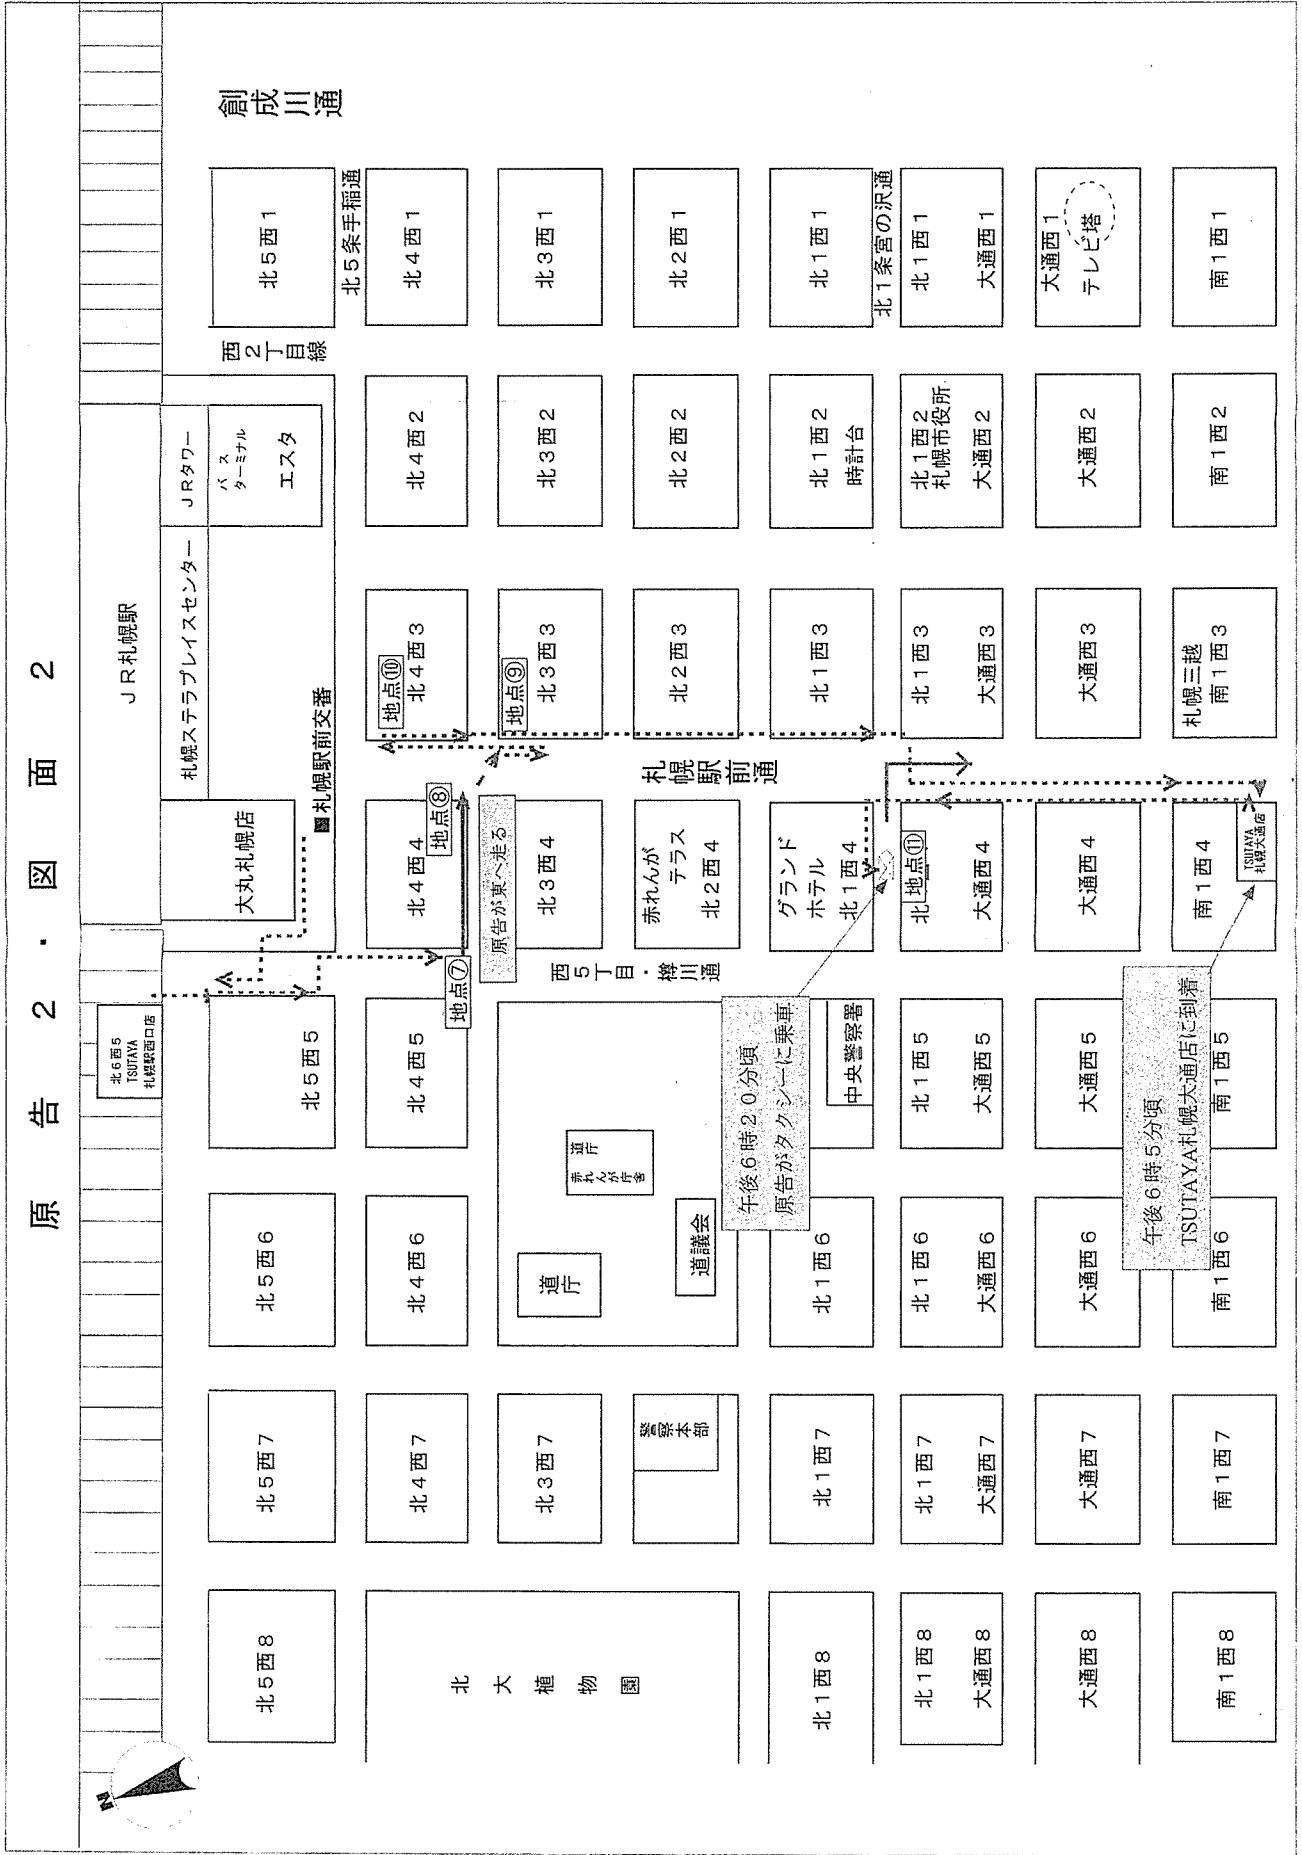 原 告 ２ ・ 図 面 ２
N
北６西５
TSUTAYA
札幌駅西口店
ＪＲ札幌駅
大丸札幌店
札幌ステラプレイスセンター
ＪＲタワー
バス
ターミナル
エスタ
■札幌駅前交番
西２丁目線
創成川通
北５西８
北５西７
北５西６
北５西５
北５西１
北５条手稲通
北４西７
北４西６
北４西５
北４西４
地点⑩
北４西３
北４西２
北４西１
地点⑦
地点⑧
原告が東へ走る
北大植物園
北３西７
道庁
道庁
赤れんが庁舎
西５丁目・樽川通
北３西４
地点⑨
北３西３
北３西２
北３西１
警察本部
道議会
赤れんが
テラス
北２西４
札幌駅前通
北２西３
北２西２
北２西１
午後６時２０分頃
原告がタクシーに乗車
北１西８
北１西７
北１西６
中央警察署
グランド
ホテル
北１西４
北１西３
北１西２
時計台
北１西１
北１条宮の沢通
北１西８
大通西８
北１西７
大通西７
北１西６
大通西６
北１西５
大通西５
北
地点⑪
大通西４
北１西３
大通西３
北１西２
札幌市役所
大通西２
北１西１
大通西１
大通西８
大通西７
大通西６
大通西５
大通西４
大通西３
大通西２
大通西１
テレビ塔
午後６時５分頃
TSUTAYA札幌大通店に到着
南１西８
南１西７
南１西６
南１西５
南１西４
TSUTAYA
札幌大通店
札幌三越
南１西３
南１西２
南１西１